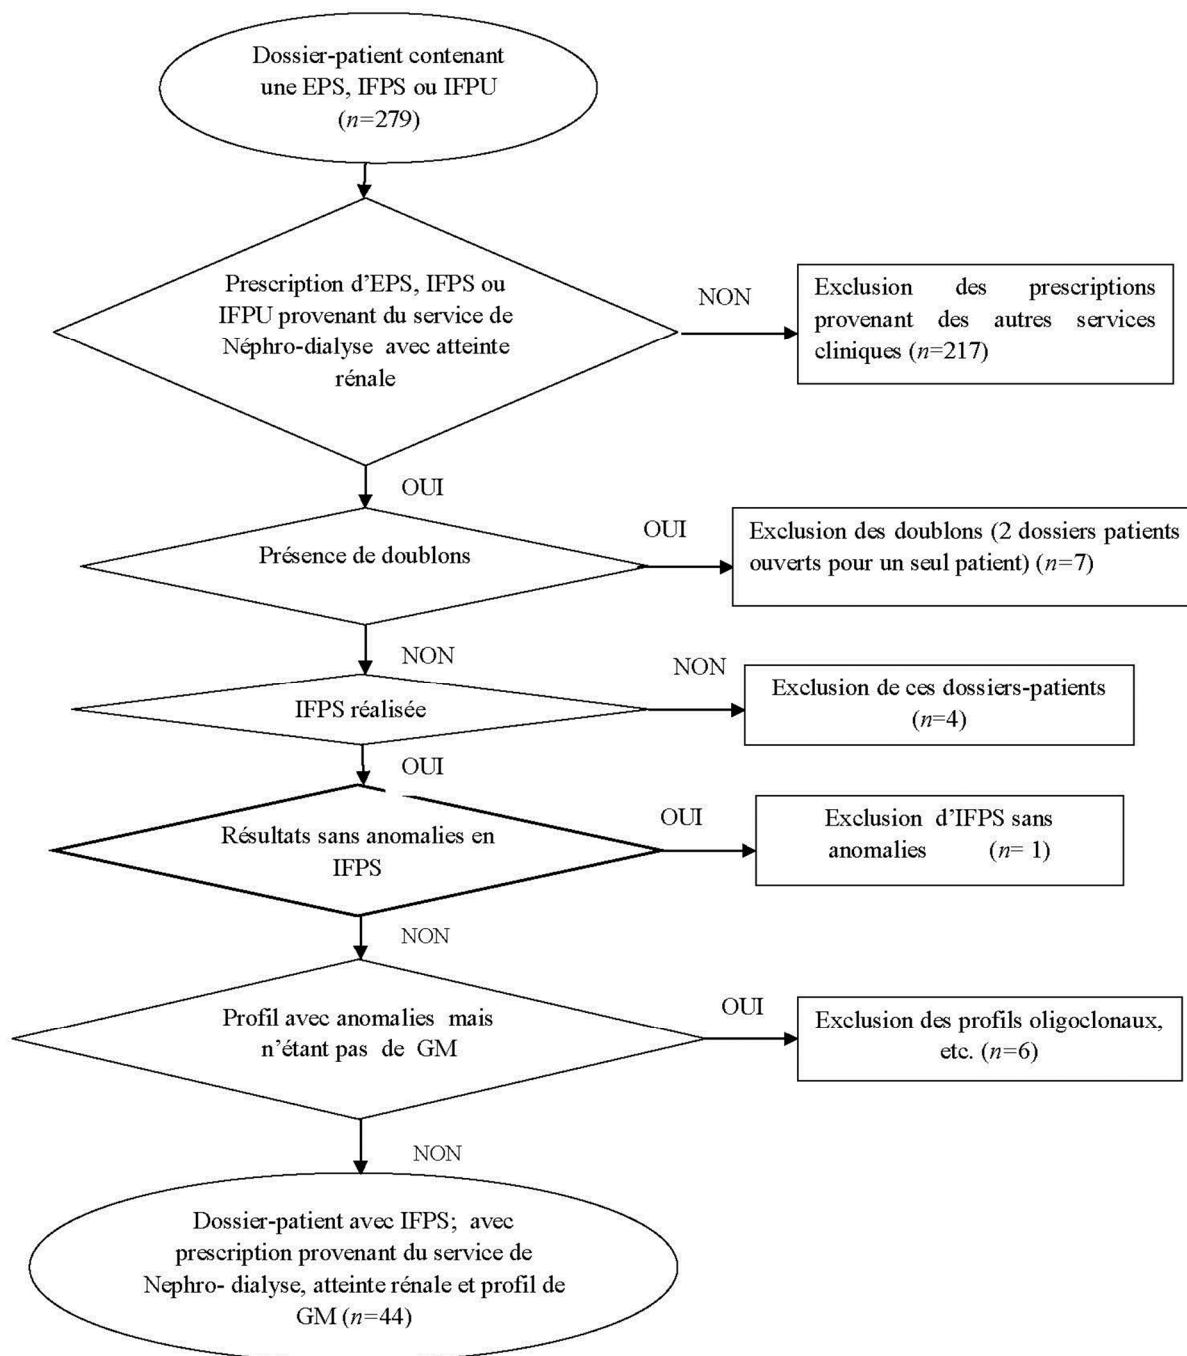 Dossier-patient contenant
une EPS, IFPS ou IFPU
(n=279)
Prescription d'EPS, IFPS ou
IFPU provenant du service de
Néphro-dialyse avec atteinte
rénale
NON
Exclusion des prescriptions
provenant des autres services
cliniques (n=217)
OUI
Présence de doublons
OUI
Exclusion des doublons (2 dossiers patients
ouverts pour un seul patient) (n=7)
NON
IFPS réalisée
NON
Exclusion de ces dossiers-patients
(n=4)
OUI
Résultats sans anomalies en
IFPS
OUI
Exclusion d'IFPS sans
anomalies (n= 1)
NON
Profil avec anomalies mais
n'étant pas de GM
OUI
Exclusion des profils oligoclonaux,
etc. (n=6)
NON
Dossier-patient avec IFPS; avec
prescription provenant du service de
Nephro- dialyse, atteinte rénale et profil de
GM (n=44)